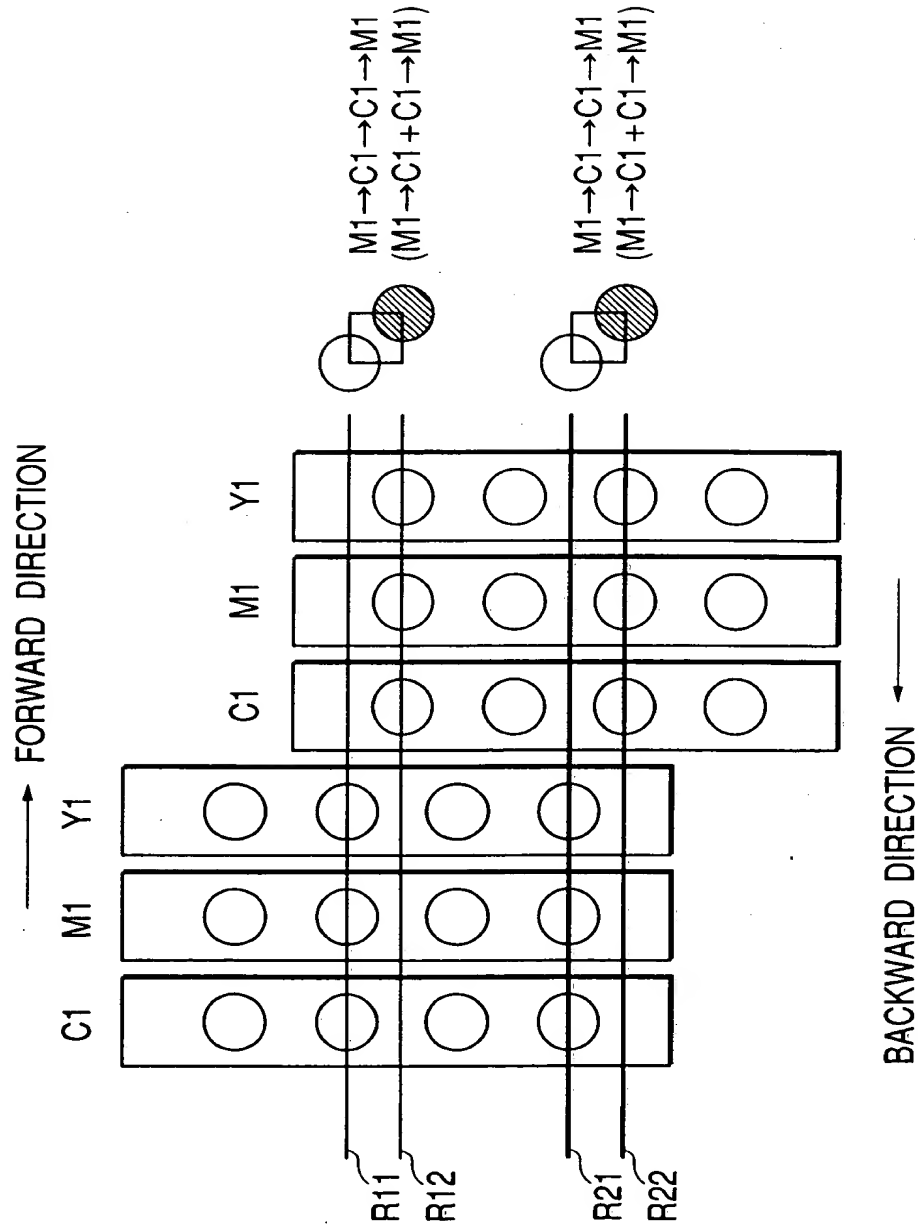 → FORWARD DIRECTION
C1 M1 Y1
C1 M1 Y1
R11
R12
M1→C1→C1→M1
(M1→C1+C1→M1)
R21
R22
M1→C1→C1→M1
(M1→C1+C1→M1)
BACKWARD DIRECTION ←